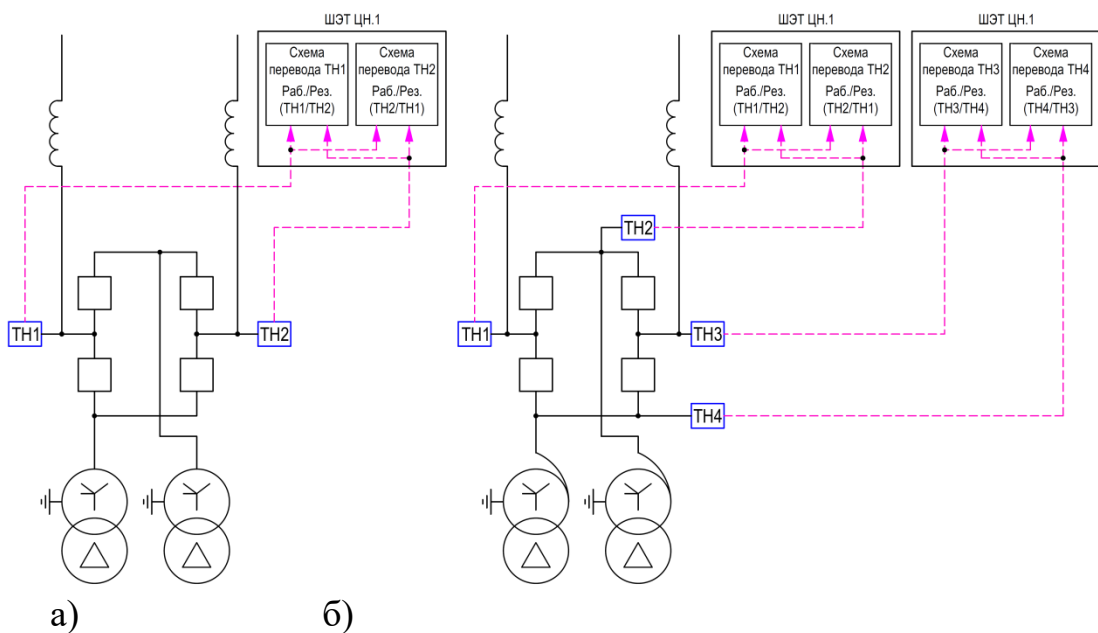 ШЭТ ЦН.1
Схема
перевода ТН1
Раб./Рез.
(ТН1/ТН2)
Схема
перевода ТН2
Раб./Рез.
(ТН2/ТН1)
ТН1
ТН2
а)
ШЭТ ЦН.1
Схема
перевода ТН1
Раб./Рез.
(ТН1/ТН2)
Схема
перевода ТН2
Раб./Рез.
(ТН2/ТН1)
ШЭТ ЦН.1
Схема
перевода ТН3
Раб./Рез.
(ТН3/ТН4)
Схема
перевода ТН4
Раб./Рез.
(ТН4/ТН3)
ТН2
ТН1
ТН3
ТН4
б)